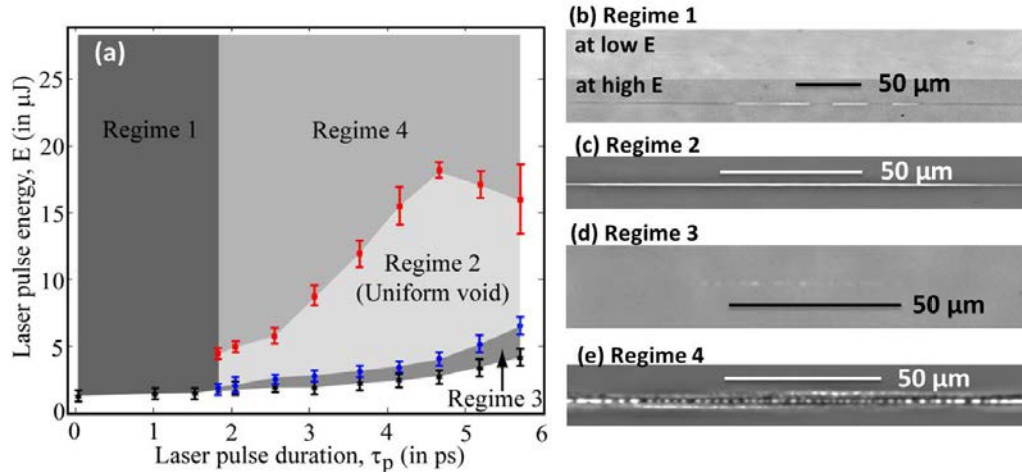 (a)
Regime 1
Regime 4
Regime 2
(Uniform void)
Regime 3
Laser pulse energy, E (in µJ)
25
20
15
10
5
0
0 1 2 3 4 5 6
Laser pulse duration, τp (in ps)
(b) Regime 1
at low E
at high E
50 µm
(c) Regime 2
50 µm
(d) Regime 3
50 µm
(e) Regime 4
50 µm